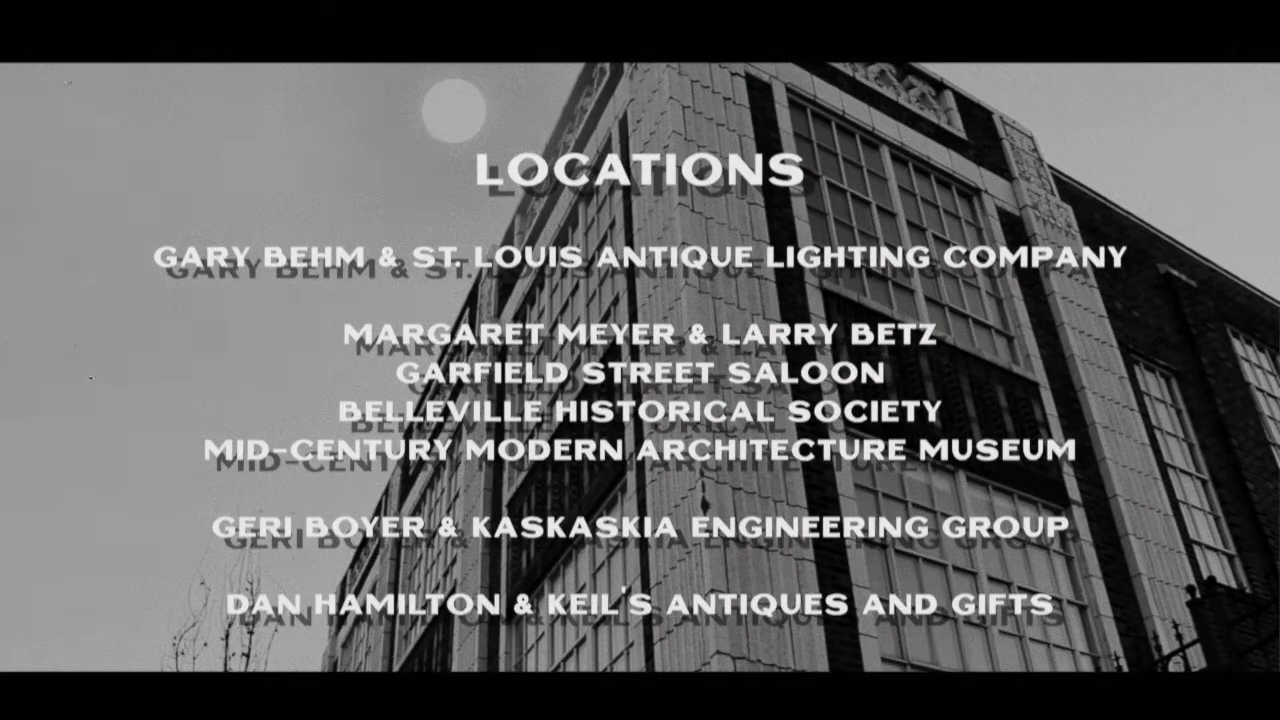 LOCATIONS
GARY BEHM & ST. LOUIS ANTIQUE LIGHTING COMPANY
MARGARET MEYER & LARRY BETZ
GARFIELD STREET SALOON
BELLEVILLE HISTORICAL SOCIETY
MID-CENTURY MODERN ARCHITECTURE MUSEUM
GERI BOYER & KASKASKIA ENGINEERING GROUP
DAN HAMILTON & KEIL'S ANTIQUES AND GIFTS